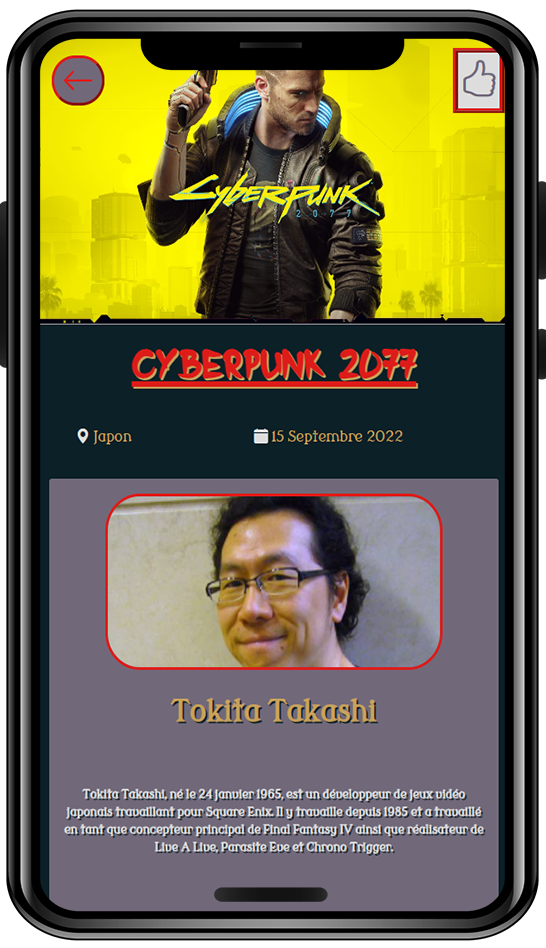 CYBERPUNK
2077
CYBERPUNK 2077
Japon
15 Septembre 2022
Tokita Takashi
Tokita Takashi, né le 24 janvier 1965, est un développeur de jeux vidéo
japonais travaillant pour Square Enix. Il y travaille depuis 1985 et a travaillé
en tant que concepteur principal de Final Fantasy IV ainsi que réalisateur de
Live A Live, Parasite Eve et Chrono Trigger.